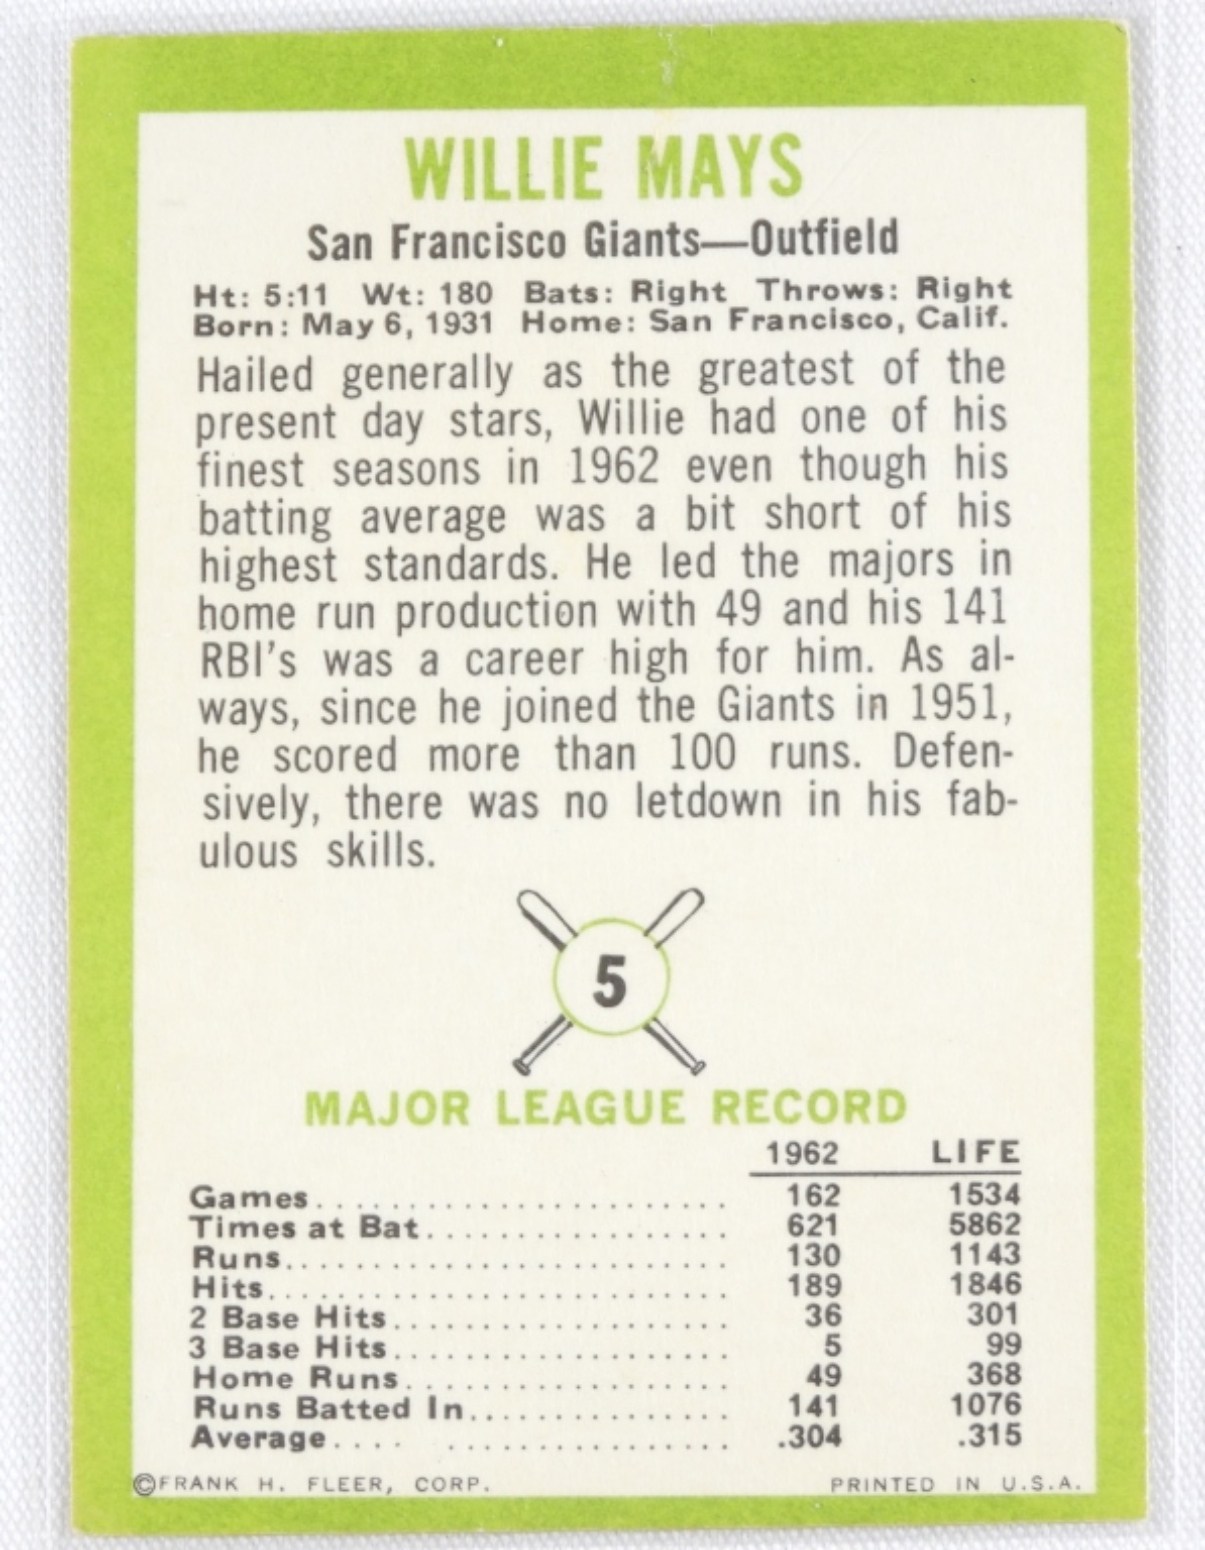 WILLIE MAYS
San Francisco Giants—Outfield
Ht: 5:11 Wt: 180 Bats: Right Throws: Right
Born: May 6, 1931 Home: San Francisco, Calif.
Hailed generally as the greatest of the
present day stars, Willie had one of his
finest seasons in 1962 even though his
batting average was a bit short of his
highest standards. He led the majors in
home run production with 49 and his 141
RBI's was a career high for him. As al-
ways, since he joined the Giants in 1951,
he scored more than 100 runs. Defen-
sively, there was no letdown in his fab-
ulous skills.
5
MAJOR LEAGUE RECORD
1962 LIFE
Games 162 1534
Times at Bat 621 5862
Runs 130 1143
Hits 189 1846
2 Base Hits 36 301
3 Base Hits 5 99
Home Runs 49 368
Runs Batted In 141 1076
Average .304 .315
©FRANK H. FLEER, CORP. PRINTED IN U.S.A.